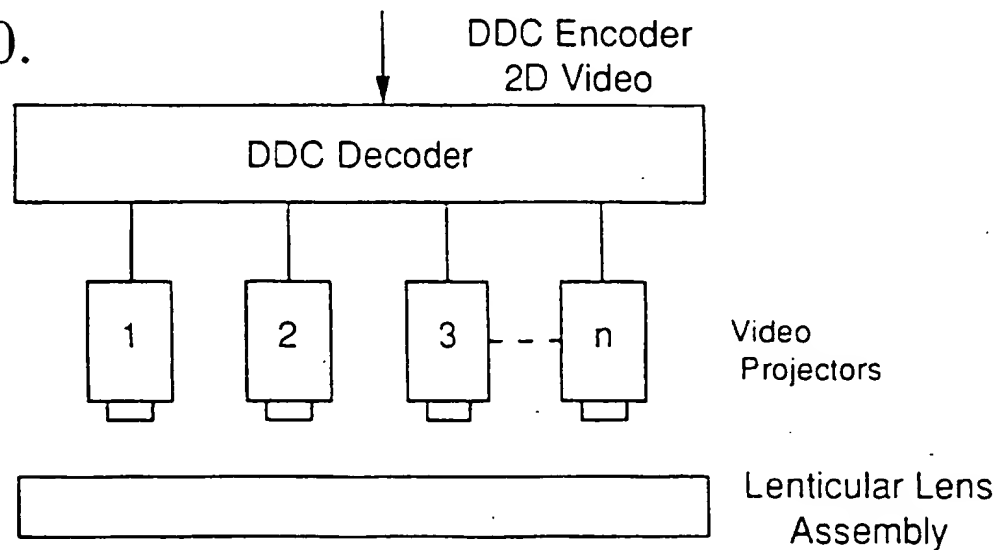 0.
DDC Encoder
2D Video
DDC Decoder
1 2 3 n
Video
Projectors
Lenticular Lens
Assembly